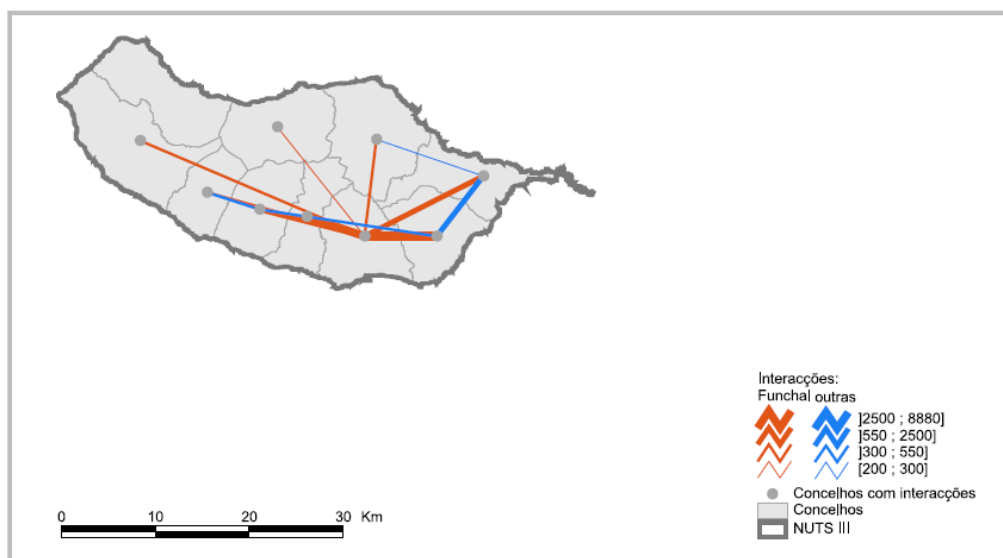 Interacções:
Funchal outras
]2500 ; 8880]
]550 ; 2500]
]300 ; 550]
[200 ; 300]
Concelhos com interacções
Concelhos
NUTS III
0 10 20 30 Km